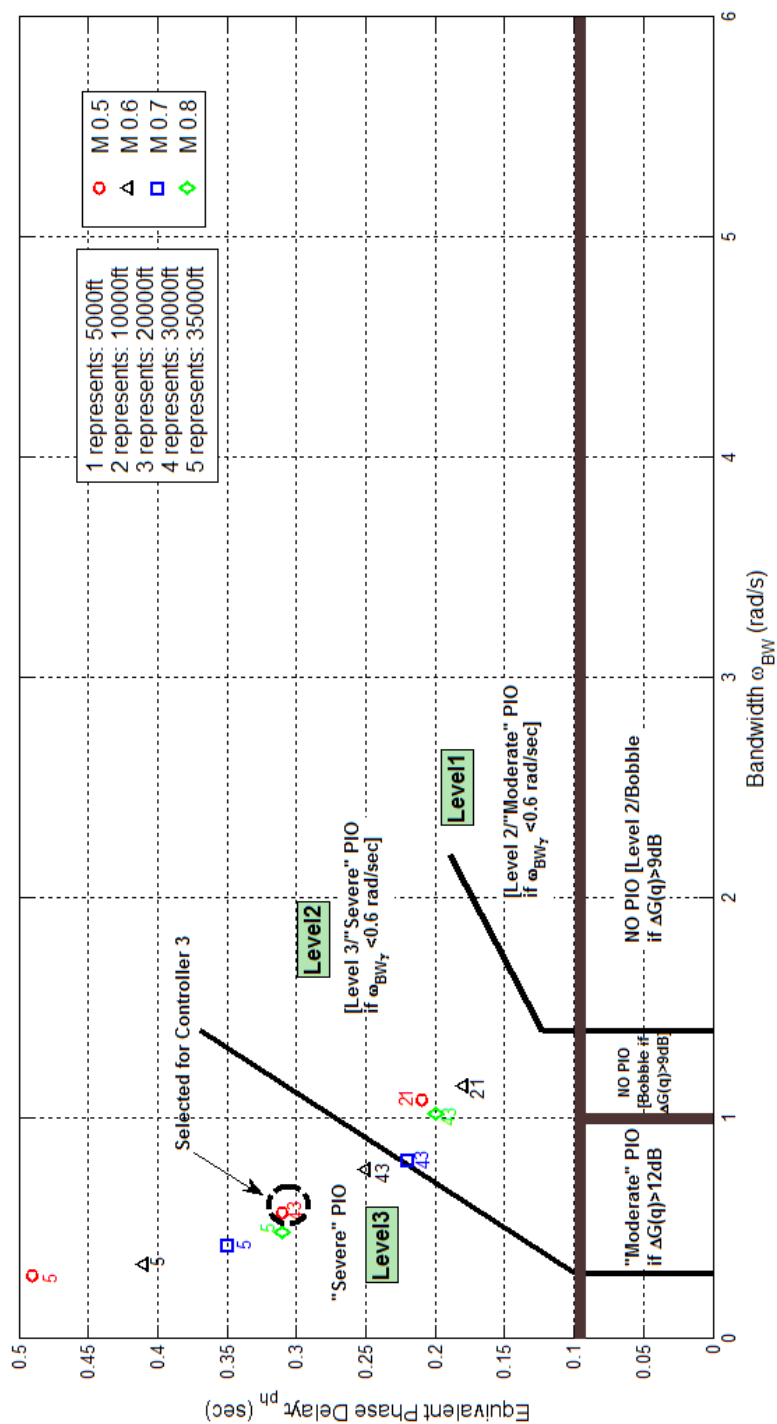 0.5
0.45
0.4
0.35
0.3
0.25
0.2
0.15
0.1
0.05
0
Equivalent Phase Delay,τph (sec)
0
1
2
3
4
5
6
Bandwidth ωBW (rad/s)
1 represents: 5000ft
2 represents: 10000ft
3 represents: 20000ft
4 represents: 30000ft
5 represents: 35000ft
M 0.5
M 0.6
M 0.7
M 0.8
Selected for Controller 3
5
5
5
5
43
43
43
43
21
21
"Severe" PIO
Level3
Level2
[Level 3/"Severe" PIO
if ωBWγ <0.6 rad/sec]
Level1
[Level 2/"Moderate" PIO
if ωBWγ <0.6 rad/sec]
"Moderate" PIO
if ΔG(q)>12dB
NO PIO
[Bobble if
ΔG(q)>9dB]
NO PIO [Level 2/Bobble
if ΔG(q)>9dB